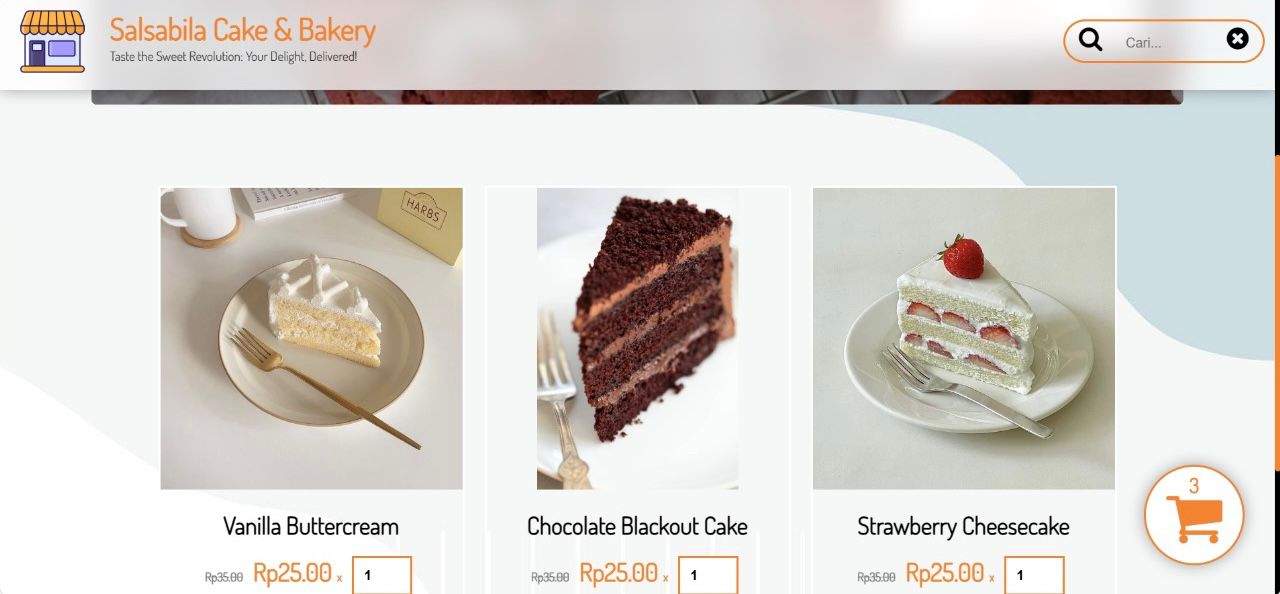 Salsabila Cake & Bakery
Taste the Sweet Revolution: Your Delight, Delivered!
Cari...
HARBS
3
Vanilla Buttercream
Chocolate Blackout Cake
Strawberry Cheesecake
Rp35.00 Rp25.00 x 1
Rp35.00 Rp25.00 x 1
Rp35.00 Rp25.00 x 1